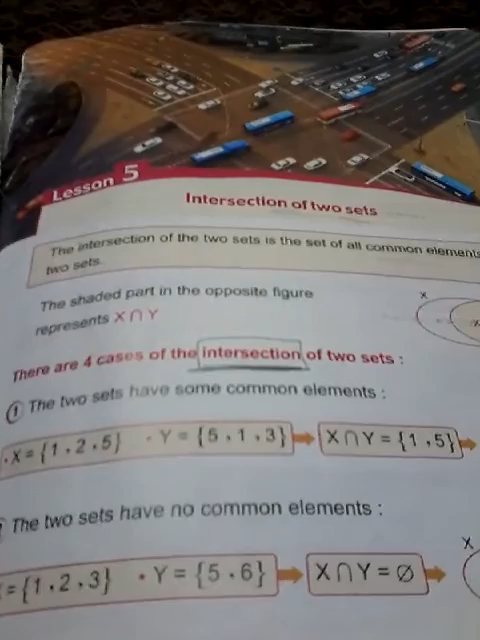 Lesson 5
Intersection of two sets
The intersection of the two sets is the set of all common elements
two sets.
The shaded part in the opposite figure
represents X ∩ Y
X
There are 4 cases of the intersection of two sets :
1 The two sets have some common elements :
• X = {1 , 2 , 5} , Y = {5 , 1 , 3} X ∩ Y = {1 , 5}
The two sets have no common elements :
X
= {1 , 2 , 3} • Y = {5 , 6} X ∩ Y = ∅